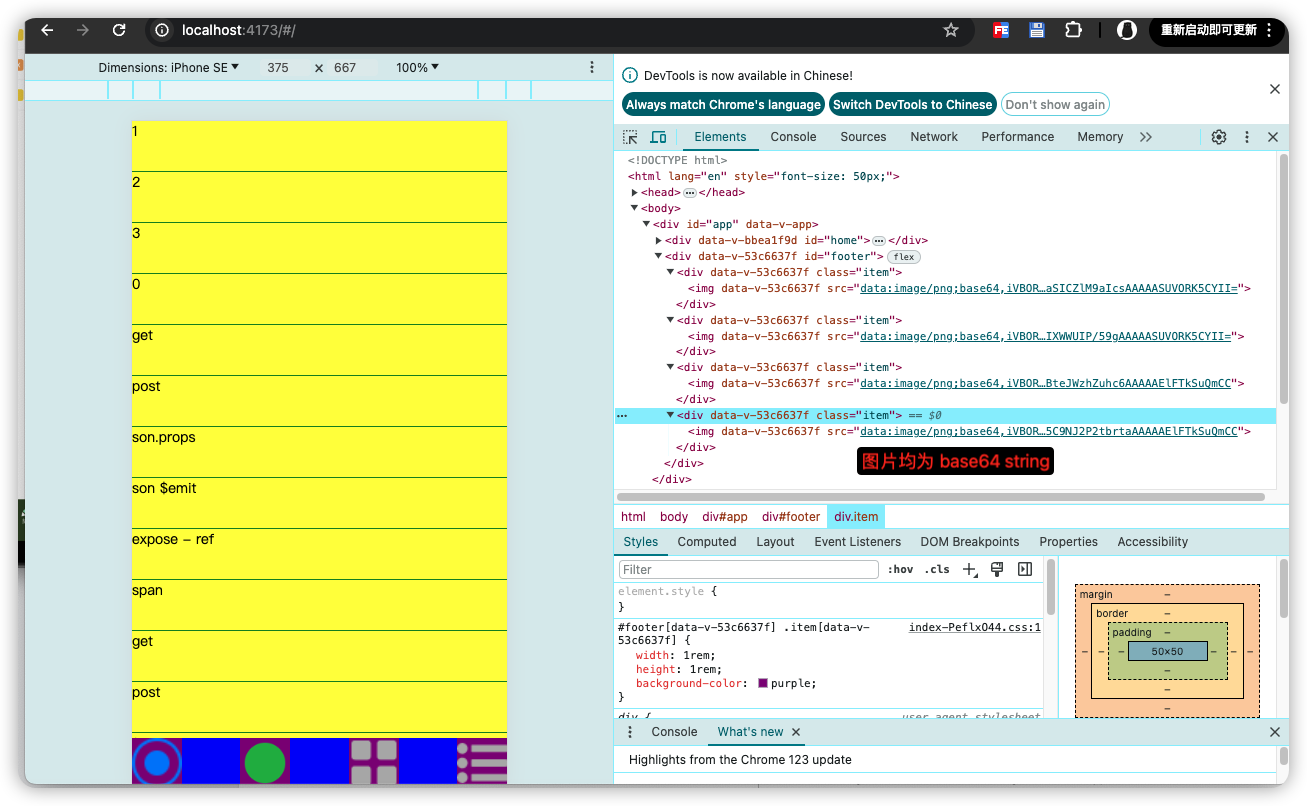 localhost:4173/#/
重新启动即可更新
Dimensions: iPhone SE 375 × 667 100%
DevTools is now available in Chinese!
Always match Chrome's language Switch DevTools to Chinese Don't show again
Elements Console Sources Network Performance Memory
1
2
3
0
get
post
son.props
son $emit
expose – ref
span
get
post
<!DOCTYPE html>
<html lang="en" style="font-size: 50px;">
<head> … </head>
<body>
<div id="app" data-v-app>
<div data-v-bbea1f9d id="home"> … </div>
<div data-v-53c6637f id="footer"> flex
<div data-v-53c6637f class="item">
<img data-v-53c6637f src="data:image/png;base64,iVBOR…aSICZlM9aIcsAAAAASUVORK5CYII=">
</div>
<div data-v-53c6637f class="item">
<img data-v-53c6637f src="data:image/png;base64,iVBOR…IXWWUIP/59gAAAAASUVORK5CYII=">
</div>
<div data-v-53c6637f class="item">
<img data-v-53c6637f src="data:image/png;base64,iVBOR…BteJWzhZuhc6AAAAAElFTkSuQmCC">
</div>
… <div data-v-53c6637f class="item"> == $0
<img data-v-53c6637f src="data:image/png;base64,iVBOR…5C9NJ2P2tbrtaAAAAAElFTkSuQmCC">
</div>
图片均为 base64 string
</div>
</div>
html body div#app div#footer div.item
Styles Computed Layout Event Listeners DOM Breakpoints Properties Accessibility
Filter :hov .cls
element.style {
}
#footer[data-v-53c6637f] .item[data-v-53c6637f] { index-PeflxO44.css:1
width: 1rem;
height: 1rem;
background-color: purple;
}
div { user agent stylesheet
margin –
border –
padding –
– – – 50×50 – – –
–
–
–
Console What's new
Highlights from the Chrome 123 update